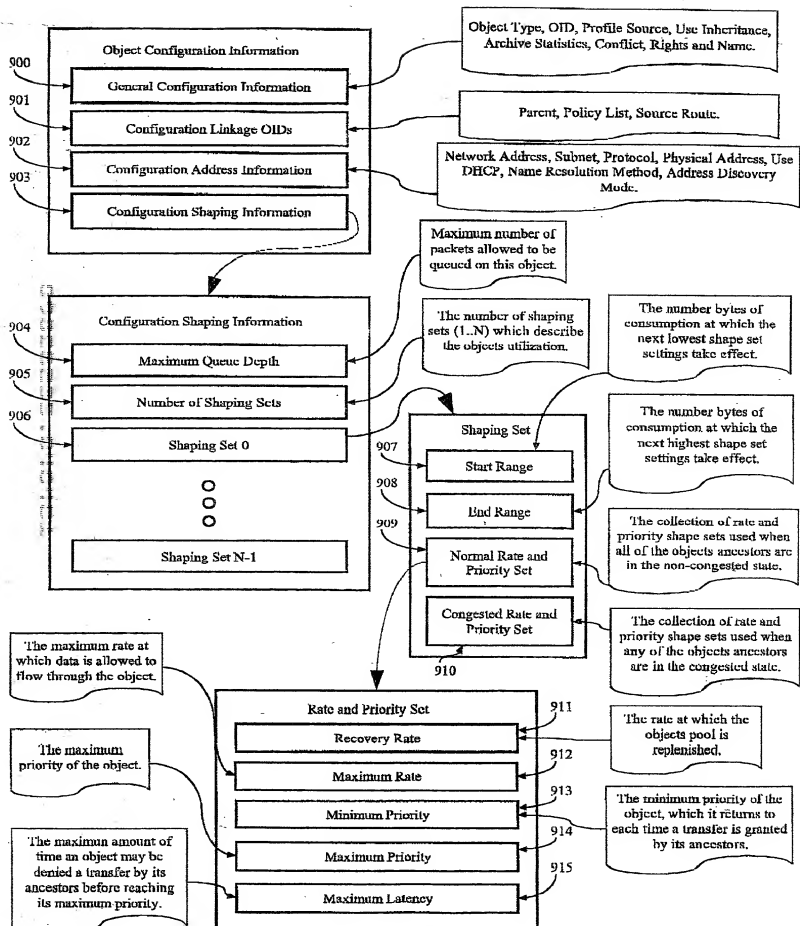 Object Configuration Information
900
General Configuration Information
901
Configuration Linkage OIDs
902
Configuration Address Information
903
Configuration Shaping Information
Object Type, OID, Profile Source, Use Inheritance,
Archive Statistics, Conflict, Rights and Name.
Parent, Policy List, Source Route.
Network Address, Subnet, Protocol, Physical Address, Use
DHCP, Name Resolution Method, Address Discovery
Mode.
Maximum number of
packets allowed to be
queued on this object.
Configuration Shaping Information
904
Maximum Queue Depth
905
Number of Shaping Sets
906
Shaping Set 0
Shaping Set N-1
The number of shaping
sets (1..N) which describe
the objects utilization.
The number bytes of
consumption at which the
next lowest shape set
settings take effect.
Shaping Set
907
Start Range
908
End Range
909
Normal Rate and
Priority Set
Congested Rate and
Priority Set
910
The number bytes of
consumption at which the
next highest shape set
settings take effect.
The collection of rate and
priority shape sets used when
all of the objects ancestors are
in the non-congested state.
The collection of rate and
priority shape sets used when
any of the objects ancestors
are in the congested state.
The maximum rate at
which data is allowed to
flow through the object.
The maximum
priority of the object.
The maximun amount of
time an object may be
denied a transfer by its
ancestors before reaching
its maximum priority.
Rate and Priority Set
911
Recovery Rate
912
Maximum Rate
913
Minimum Priority
914
Maximum Priority
915
Maximum Latency
The rate at which the
objects pool is
replenished.
The minimum priority of the
object, which it returns to
each time a transfer is granted
by its ancestors.